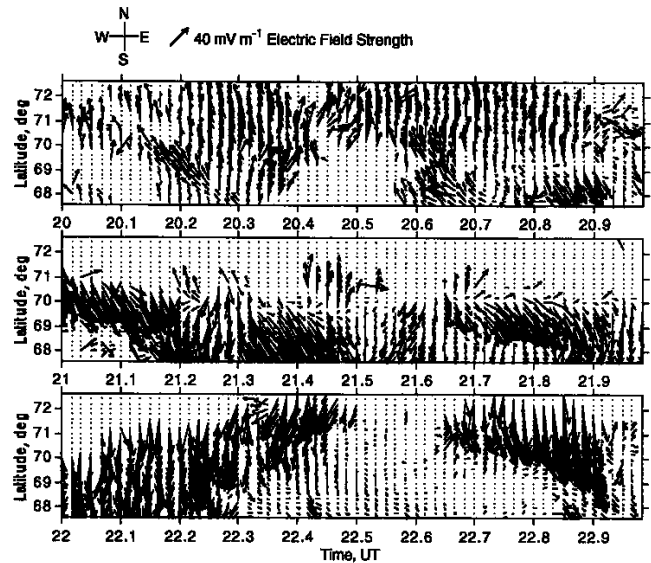 N
W E
S
40 mV m⁻¹ Electric Field Strength
Latitude, deg
72
71
70
69
68
20 20.1 20.2 20.3 20.4 20.5 20.6 20.7 20.8 20.9
Latitude, deg
72
71
70
69
68
21 21.1 21.2 21.3 21.4 21.5 21.6 21.7 21.8 21.9
Latitude, deg
72
71
70
69
68
22 22.1 22.2 22.3 22.4 22.5 22.6 22.7 22.8 22.9
Time, UT